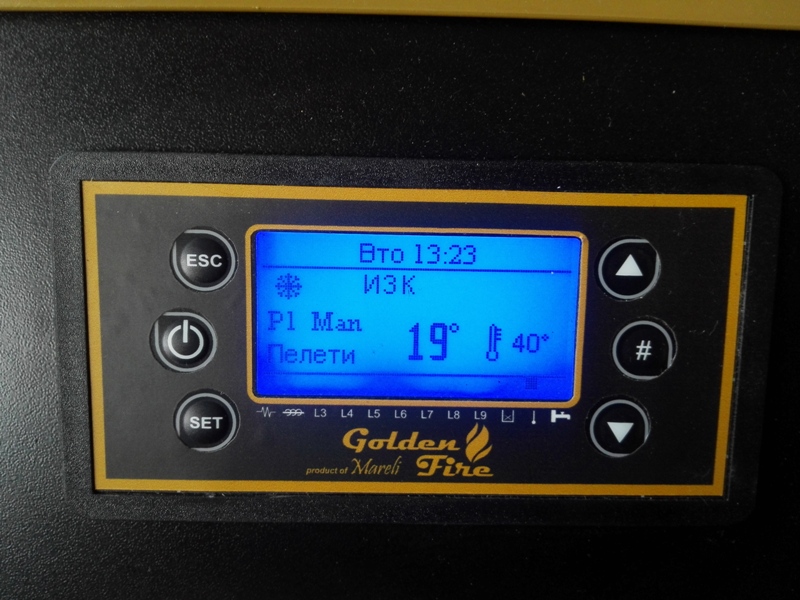 Вто 13:23
ИЗК
P1 Man
19° 40°
Пелети
ESC
SET
#
L3 L4 L5 L6 L7 L8 L9
Golden
product of Mareli Fire